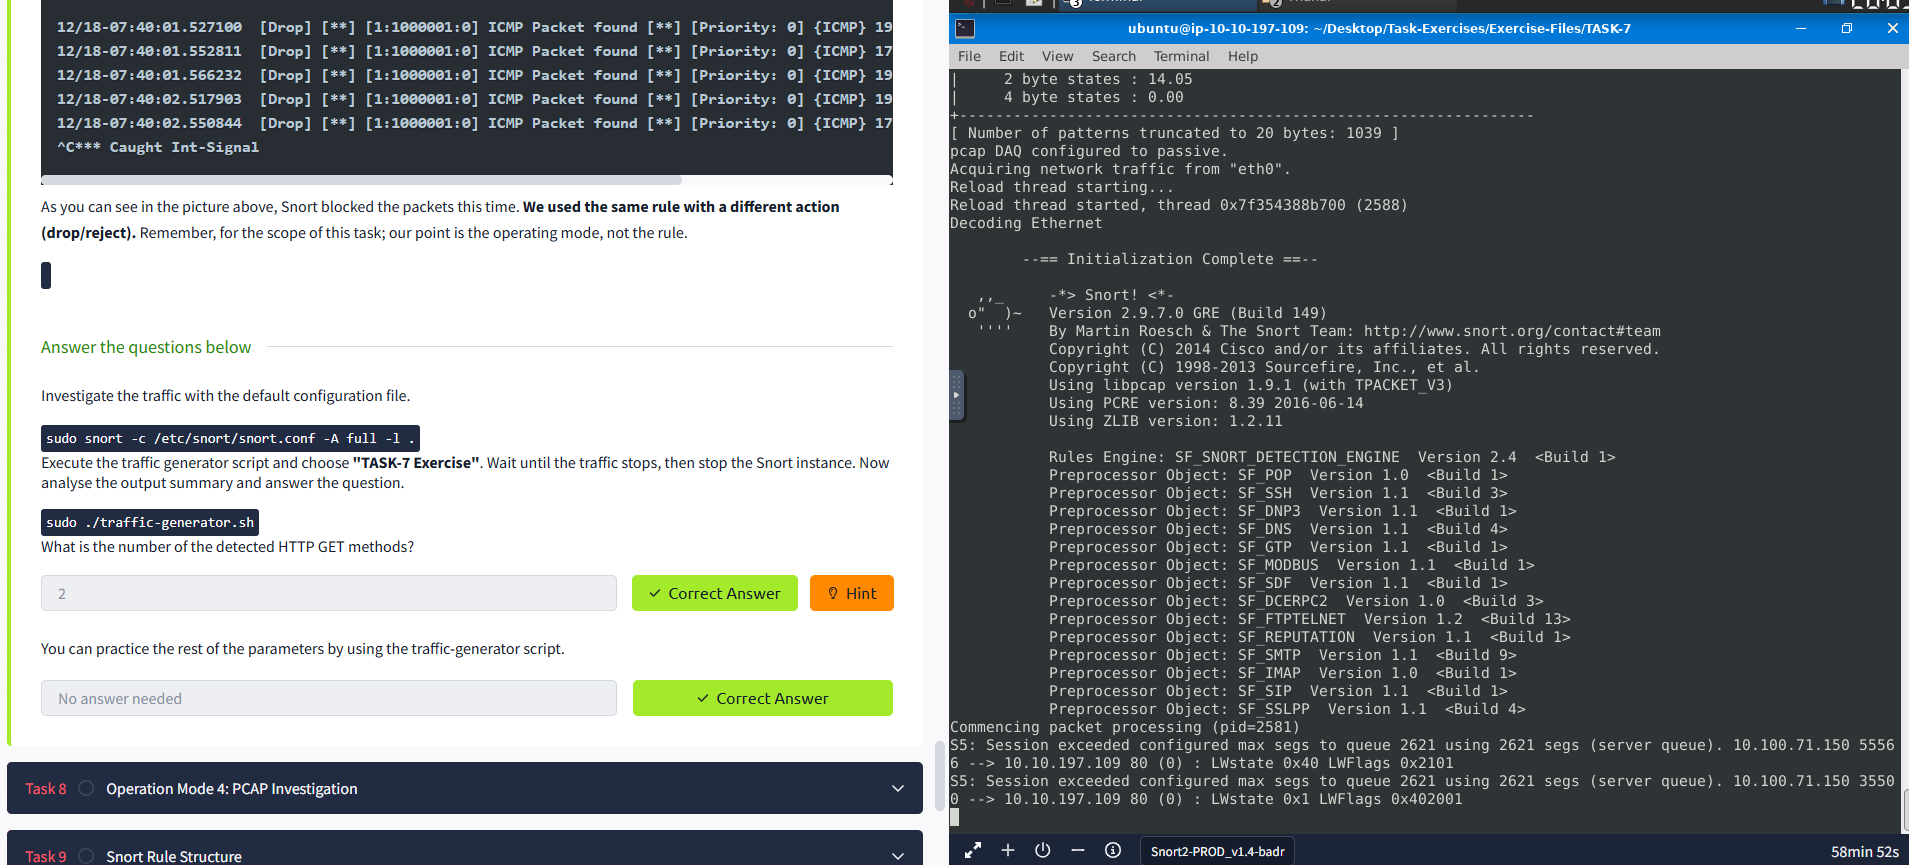 12/18-07:40:01.527100  [Drop] [**] [1:1000001:0] ICMP Packet found [**] [Priority: 0] {ICMP} 19
12/18-07:40:01.552811  [Drop] [**] [1:1000001:0] ICMP Packet found [**] [Priority: 0] {ICMP} 17
12/18-07:40:01.566232  [Drop] [**] [1:1000001:0] ICMP Packet found [**] [Priority: 0] {ICMP} 19
12/18-07:40:02.517903  [Drop] [**] [1:1000001:0] ICMP Packet found [**] [Priority: 0] {ICMP} 19
12/18-07:40:02.550844  [Drop] [**] [1:1000001:0] ICMP Packet found [**] [Priority: 0] {ICMP} 17
^C*** Caught Int-Signal
As you can see in the picture above, Snort blocked the packets this time. We used the same rule with a different action
(drop/reject). Remember, for the scope of this task; our point is the operating mode, not the rule.
Answer the questions below
Investigate the traffic with the default configuration file.
sudo snort -c /etc/snort/snort.conf -A full -l .
Execute the traffic generator script and choose "TASK-7 Exercise". Wait until the traffic stops, then stop the Snort instance. Now
analyse the output summary and answer the question.
sudo ./traffic-generator.sh
What is the number of the detected HTTP GET methods?
2
Correct Answer
Hint
You can practice the rest of the parameters by using the traffic-generator script.
No answer needed
Correct Answer
Task 8 Operation Mode 4: PCAP Investigation
Task 9 Snort Rule Structure
ubuntu@ip-10-10-197-109: ~/Desktop/Task-Exercises/Exercise-Files/TASK-7
File Edit View Search Terminal Help
|     2 byte states : 14.05
|     4 byte states : 0.00
+----------------------------------------------------------------
[ Number of patterns truncated to 20 bytes: 1039 ]
pcap DAQ configured to passive.
Acquiring network traffic from "eth0".
Reload thread starting...
Reload thread started, thread 0x7f354388b700 (2588)
Decoding Ethernet
--== Initialization Complete ==--
,,_     -*> Snort! <*-
o"  )~   Version 2.9.7.0 GRE (Build 149)
''''    By Martin Roesch & The Snort Team: http://www.snort.org/contact#team
Copyright (C) 2014 Cisco and/or its affiliates. All rights reserved.
Copyright (C) 1998-2013 Sourcefire, Inc., et al.
Using libpcap version 1.9.1 (with TPACKET_V3)
Using PCRE version: 8.39 2016-06-14
Using ZLIB version: 1.2.11
Rules Engine: SF_SNORT_DETECTION_ENGINE  Version 2.4  <Build 1>
Preprocessor Object: SF_POP  Version 1.0  <Build 1>
Preprocessor Object: SF_SSH  Version 1.1  <Build 3>
Preprocessor Object: SF_DNP3  Version 1.1  <Build 1>
Preprocessor Object: SF_DNS  Version 1.1  <Build 4>
Preprocessor Object: SF_GTP  Version 1.1  <Build 1>
Preprocessor Object: SF_MODBUS  Version 1.1  <Build 1>
Preprocessor Object: SF_SDF  Version 1.1  <Build 1>
Preprocessor Object: SF_DCERPC2  Version 1.0  <Build 3>
Preprocessor Object: SF_FTPTELNET  Version 1.2  <Build 13>
Preprocessor Object: SF_REPUTATION  Version 1.1  <Build 1>
Preprocessor Object: SF_SMTP  Version 1.1  <Build 9>
Preprocessor Object: SF_IMAP  Version 1.0  <Build 1>
Preprocessor Object: SF_SIP  Version 1.1  <Build 1>
Preprocessor Object: SF_SSLPP  Version 1.1  <Build 4>
Commencing packet processing (pid=2581)
S5: Session exceeded configured max segs to queue 2621 using 2621 segs (server queue). 10.100.71.150 5556
6 --> 10.10.197.109 80 (0) : LWstate 0x40 LWFlags 0x2101
S5: Session exceeded configured max segs to queue 2621 using 2621 segs (server queue). 10.100.71.150 3550
0 --> 10.10.197.109 80 (0) : LWstate 0x1 LWFlags 0x402001
Snort2-PROD_v1.4-badr
58min 52s